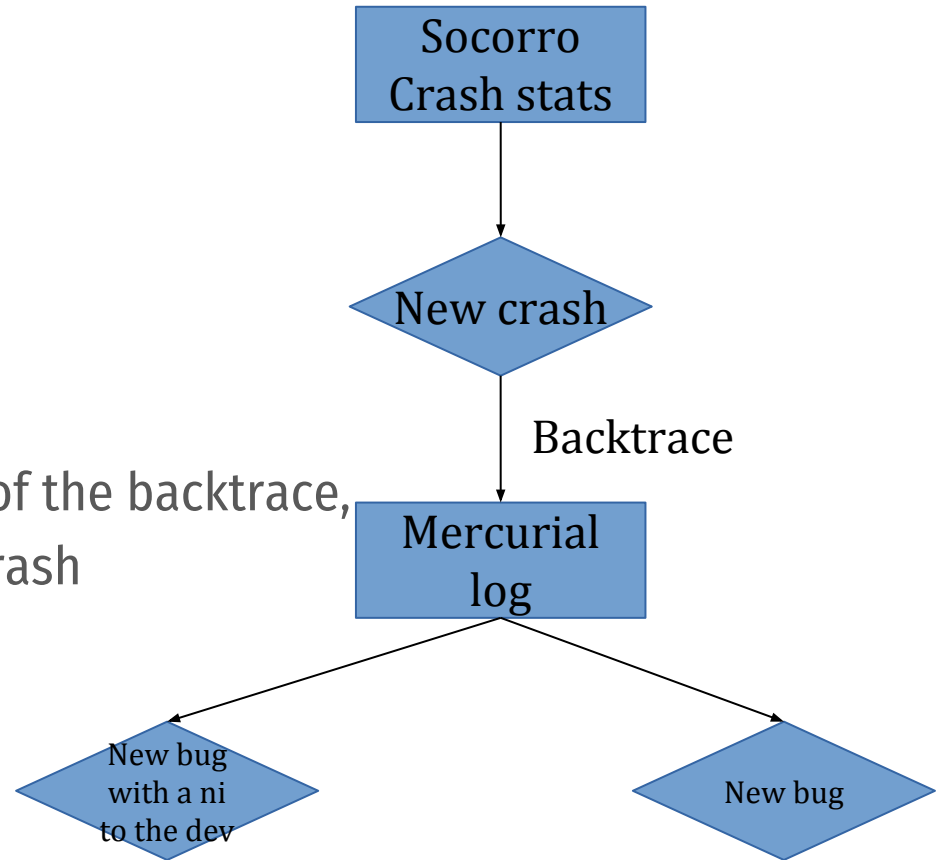 Socorro
Crash stats
New crash
Backtrace
of the backtrace,
rash
Mercurial
log
New bug
with a ni
to the dev
New bug